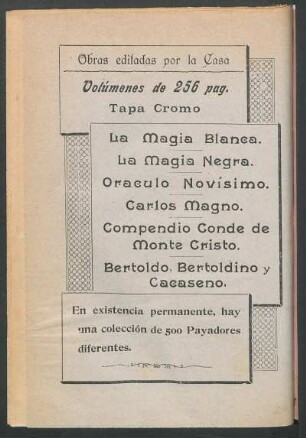 Obras editadas por la Casa
Volúmenes de 256 pag.
Tapa Cromo
La Magia Blanca.
La Magia Negra.
Oraculo Novísimo.
Carlos Magno.
Compendio Conde de
Monte Cristo.
Bertoldo, Bertoldino y
Cacaseno.
En existencia permanente, hay
una colección de 500 Payadores
diferentes.